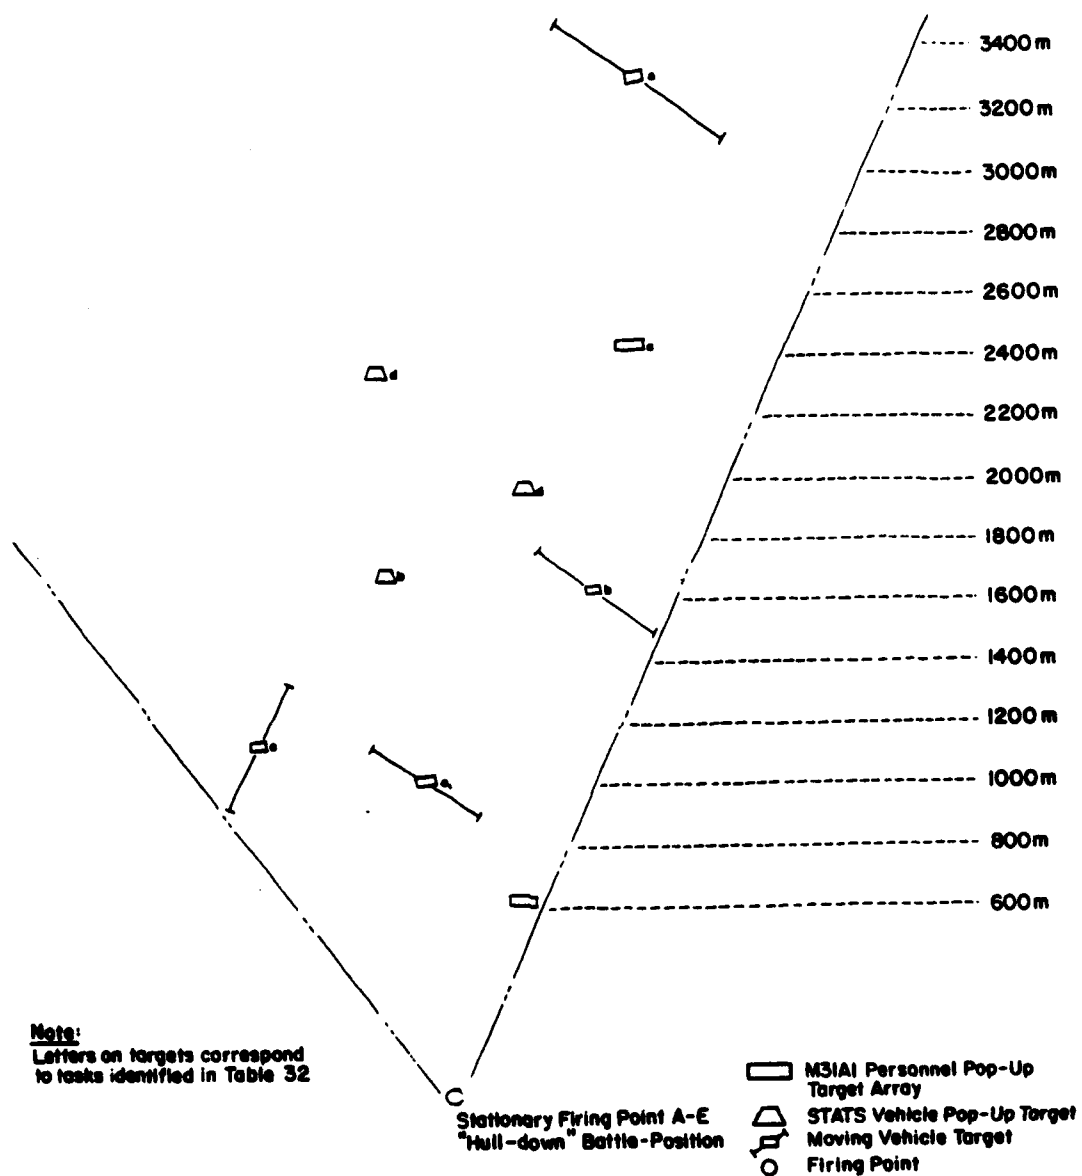 3400m
a
3200m
3000m
2800m
2600m
c
2400m
d
2200m
d
2000m
1800m
b
b
1600m
1400m
1200m
1000m
800m
600m
Note:
Letters on targets correspond
to tasks identified in Table 32
Stationary Firing Point A-E
"Hull-down" Battle-Position
M31A1 Personnel Pop-Up
Target Array
STATS Vehicle Pop-Up Target
Moving Vehicle Target
Firing Point